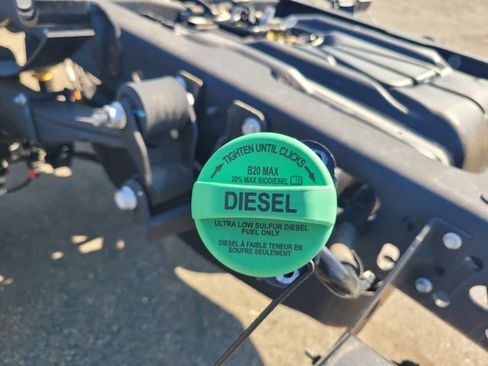 TIGHTEN UNTIL CLICKS
B20 MAX
20% MAX BIODIESEL
DIESEL
ULTRA LOW SULFUR DIESEL
FUEL ONLY
DIESEL À FAIBLE TENEUR EN
SOUFRE SEULEMENT